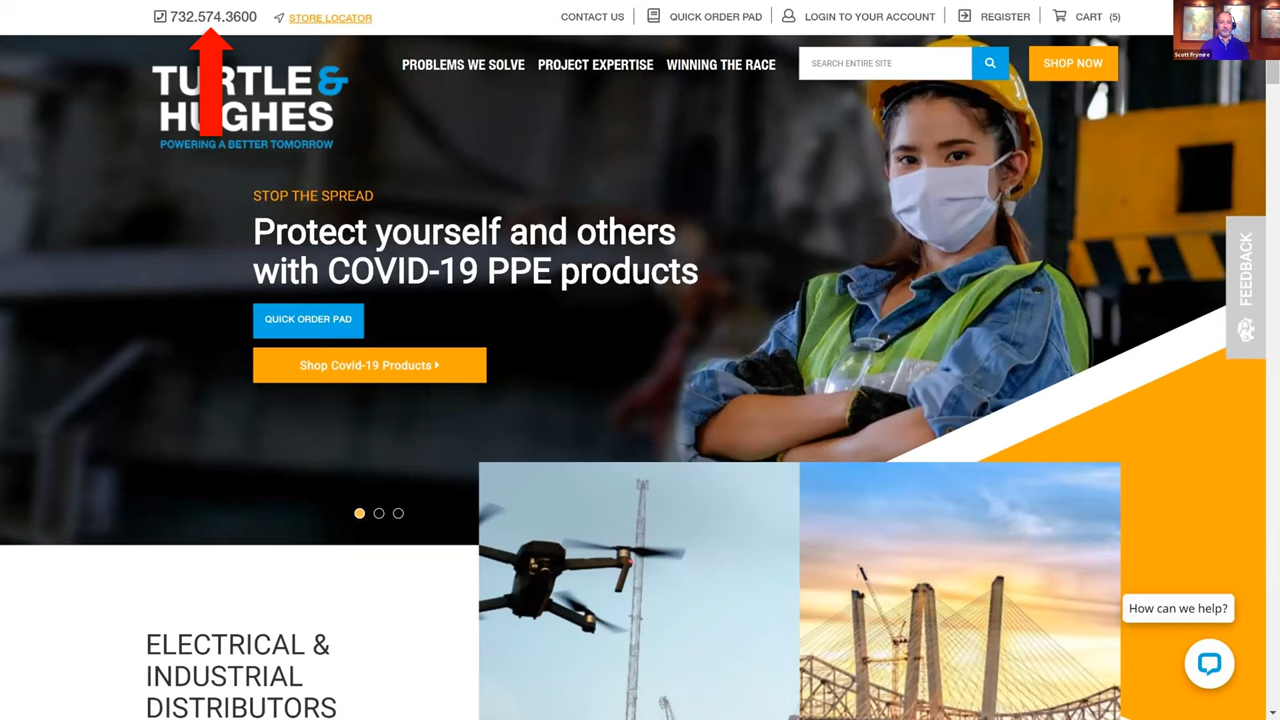 732.574.3600 STORE LOCATOR CONTACT US QUICK ORDER PAD LOGIN TO YOUR ACCOUNT REGISTER CART (5)
Scott Frymire
PROBLEMS WE SOLVE PROJECT EXPERTISE WINNING THE RACE SEARCH ENTIRE SITE SHOP NOW
TURTLE &
HUGHES
POWERING A BETTER TOMORROW
STOP THE SPREAD
Protect yourself and others
with COVID-19 PPE products
QUICK ORDER PAD
Shop Covid-19 Products
FEEDBACK
How can we help?
ELECTRICAL &
INDUSTRIAL
DISTRIBUTORS